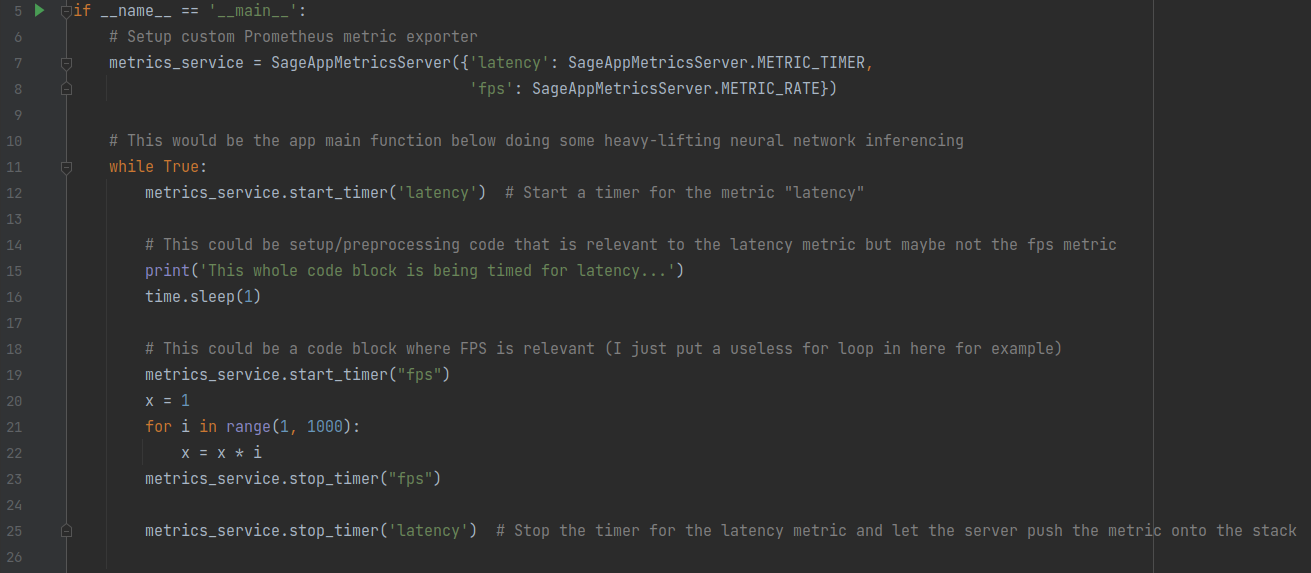 5 if __name__ == '__main__':
6 # Setup custom Prometheus metric exporter
7 metrics_service = SageAppMetricsServer({'latency': SageAppMetricsServer.METRIC_TIMER,
8 'fps': SageAppMetricsServer.METRIC_RATE})
9
10 # This would be the app main function below doing some heavy-lifting neural network inferencing
11 while True:
12 metrics_service.start_timer('latency') # Start a timer for the metric "latency"
13
14 # This could be setup/preprocessing code that is relevant to the latency metric but maybe not the fps metric
15 print('This whole code block is being timed for latency...')
16 time.sleep(1)
17
18 # This could be a code block where FPS is relevant (I just put a useless for loop in here for example)
19 metrics_service.start_timer("fps")
20 x = 1
21 for i in range(1, 1000):
22 x = x * i
23 metrics_service.stop_timer("fps")
24
25 metrics_service.stop_timer('latency') # Stop the timer for the latency metric and let the server push the metric onto the stack
26